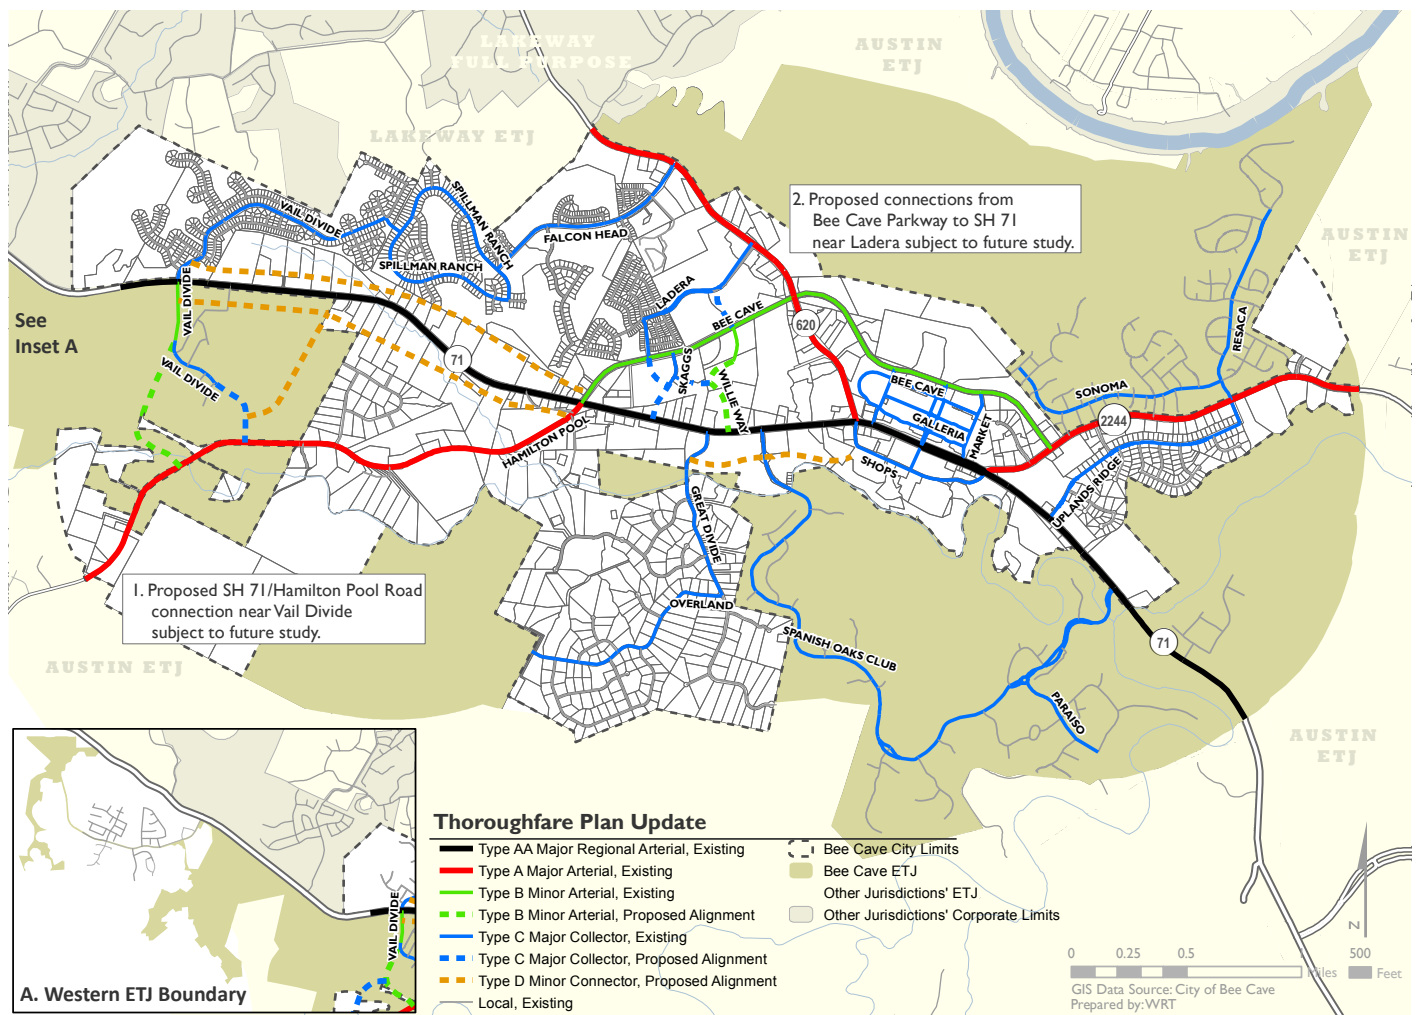 LAKEWAY
FULL PURPOSE
AUSTIN
ETJ
LAKEWAY ETJ
2. Proposed connections from
Bee Cave Parkway to SH 71
near Ladera subject to future study.
AUSTIN
ETJ
VAIL DIVIDE
SPILLMAN RANCH
FALCON HEAD
SPILLMAN RANCH
LADERA
BEE CAVE
620
RESACA
See
Inset A
VAIL DIVIDE
71
VAIL DIVIDE
SKAGGS
WILLIE WAY
BEE CAVE
SONOMA
GALLERIA
MARKET
2244
HAMILTON POOL
SHOPS
UPLANDS RIDGE
GREAT DIVIDE
1. Proposed SH 71/Hamilton Pool Road
connection near Vail Divide
subject to future study.
OVERLAND
SPANISH OAKS CLUB
71
AUSTIN ETJ
PARAISO
AUSTIN
ETJ
VAIL DIVIDE
A. Western ETJ Boundary
Thoroughfare Plan Update
Type AA Major Regional Arterial, Existing
Type A Major Arterial, Existing
Type B Minor Arterial, Existing
Type B Minor Arterial, Proposed Alignment
Type C Major Collector, Existing
Type C Major Collector, Proposed Alignment
Type D Minor Connector, Proposed Alignment
Local, Existing
Bee Cave City Limits
Bee Cave ETJ
Other Jurisdictions' ETJ
Other Jurisdictions' Corporate Limits
N
0 0.25 0.5 1 Miles
500 Feet
GIS Data Source: City of Bee Cave
Prepared by: WRT